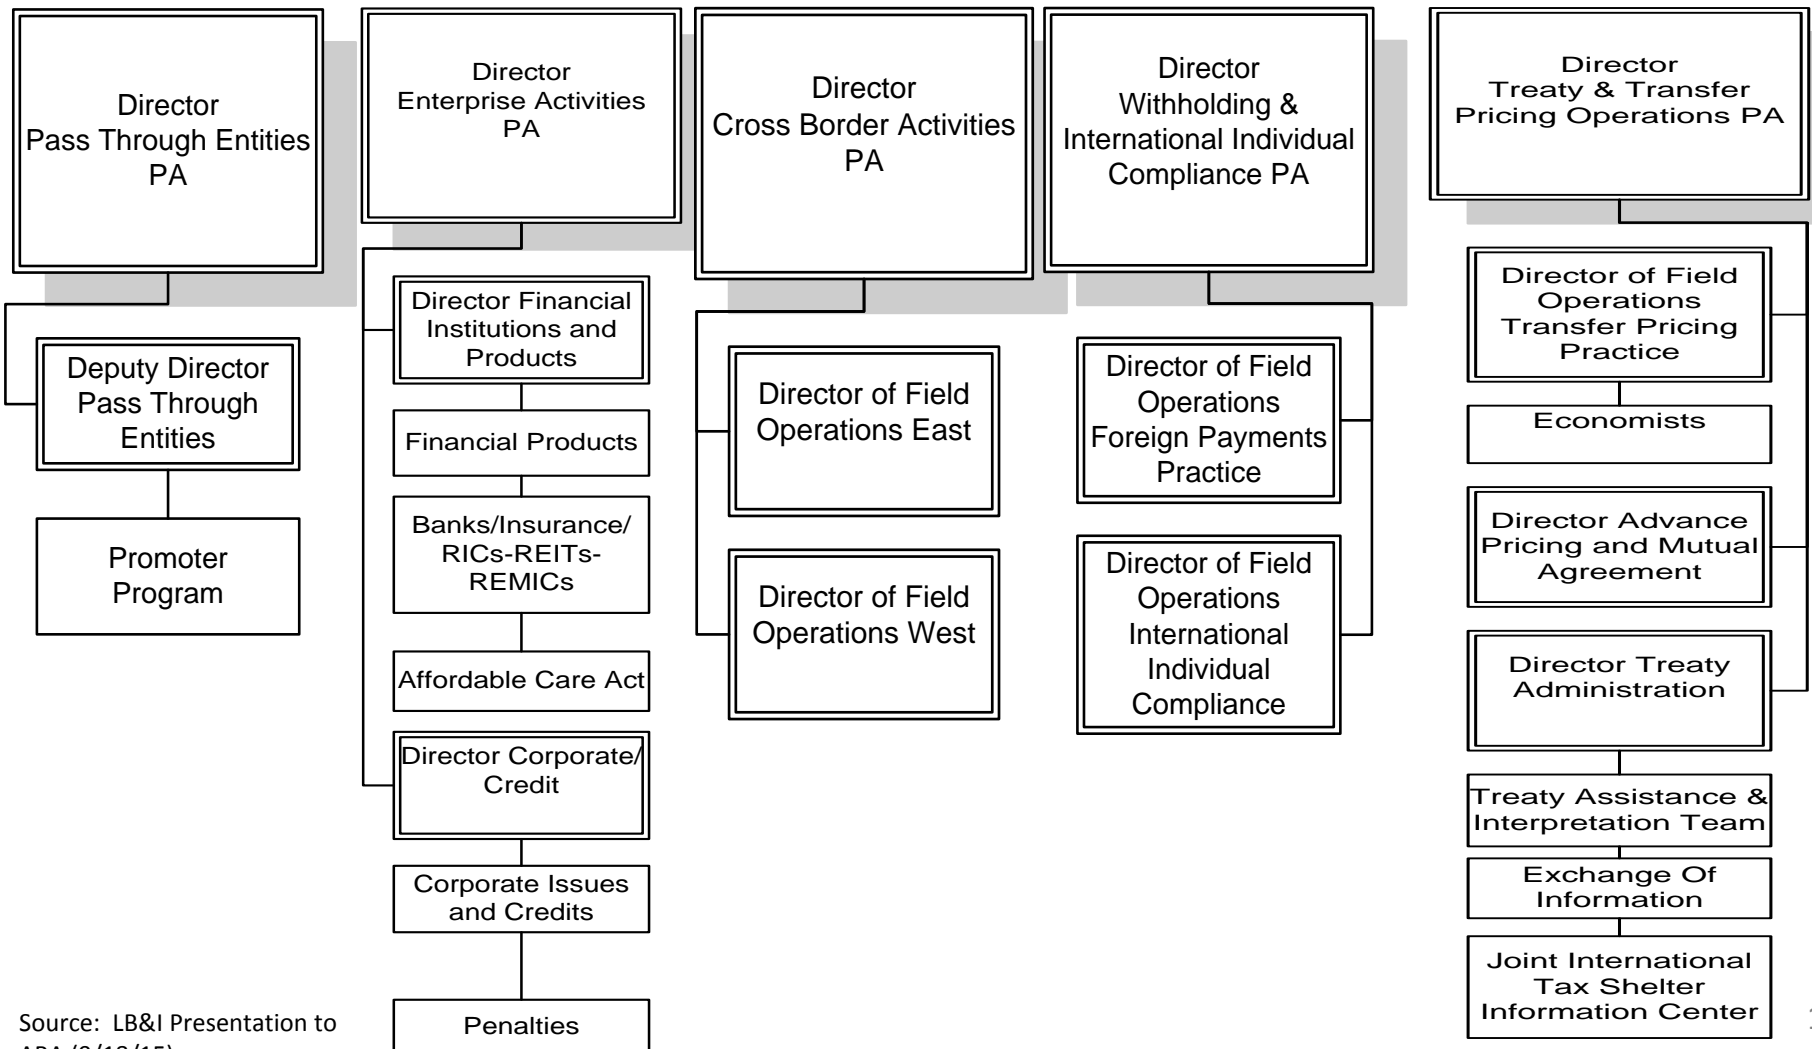 Director
Pass Through Entities
PA
Deputy Director
Pass Through
Entities
Promoter
Program
Director
Enterprise Activities
PA
Director Financial
Institutions and
Products
Financial Products
Banks/Insurance/
RICs-REITs-
REMICs
Affordable Care Act
Director Corporate/
Credit
Corporate Issues
and Credits
Penalties
Director
Cross Border Activities
PA
Director of Field
Operations East
Director of Field
Operations West
Director
Withholding &
International Individual
Compliance PA
Director of Field
Operations
Foreign Payments
Practice
Director of Field
Operations
International
Individual
Compliance
Director
Treaty & Transfer
Pricing Operations PA
Director of Field
Operations
Transfer Pricing
Practice
Economists
Director Advance
Pricing and Mutual
Agreement
Director Treaty
Administration
Treaty Assistance &
Interpretation Team
Exchange Of
Information
Joint International
Tax Shelter
Information Center
Source: LB&I Presentation to